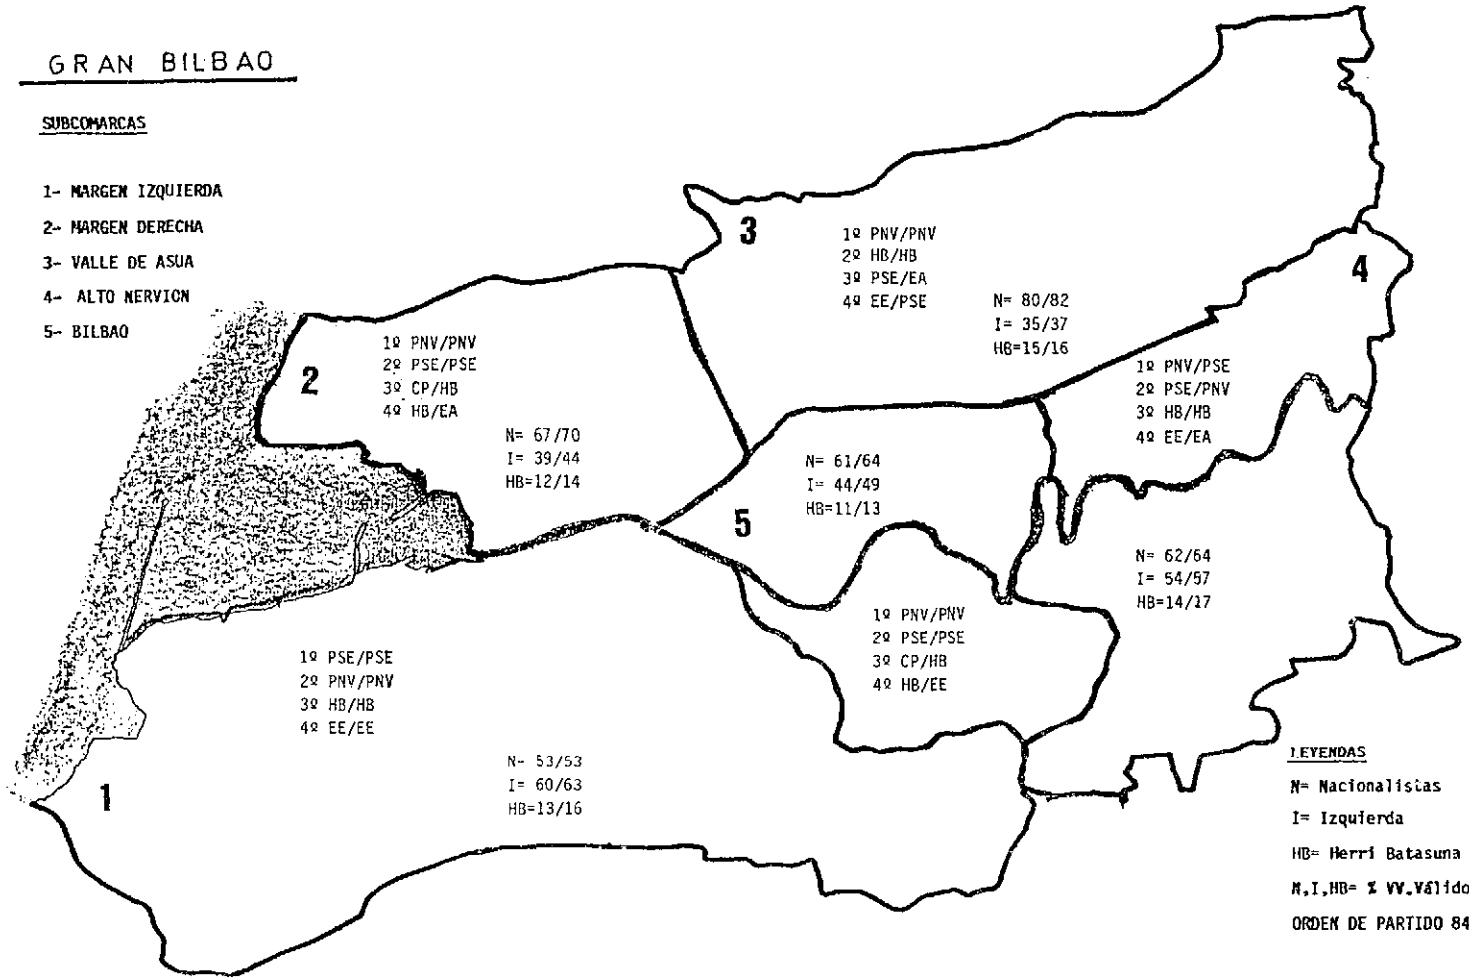 GRAN BILBAO
SUBCOMARCAS
1- MARGEN IZQUIERDA
2- MARGEN DERECHA
3- VALLE DE ASUA
4- ALTO NERVION
5- BILBAO
3
1º PNV/PNV
2º HB/HB
3º PSE/EA
4º EE/PSE
N= 80/82
I= 35/37
HB=15/16
4
1º PNV/PSE
2º PSE/PNV
3º HB/HB
4º EE/EA
N= 62/64
I= 54/57
HB=14/17
2
1º PNV/PNV
2º PSE/PSE
3º CP/HB
4º HB/EA
N= 67/70
I= 39/44
HB=12/14
5
N= 61/64
I= 44/49
HB=11/13
1º PNV/PNV
2º PSE/PSE
3º CP/HB
4º HB/EE
1
1º PSE/PSE
2º PNV/PNV
3º HB/HB
4º EE/EE
N- 53/53
I= 60/63
HB=13/16
LEYENDAS
N= Nacionalistas
I= Izquierda
HB= Herri Batasuna
N,I,HB= % VV.Válido
ORDEN DE PARTIDO 84